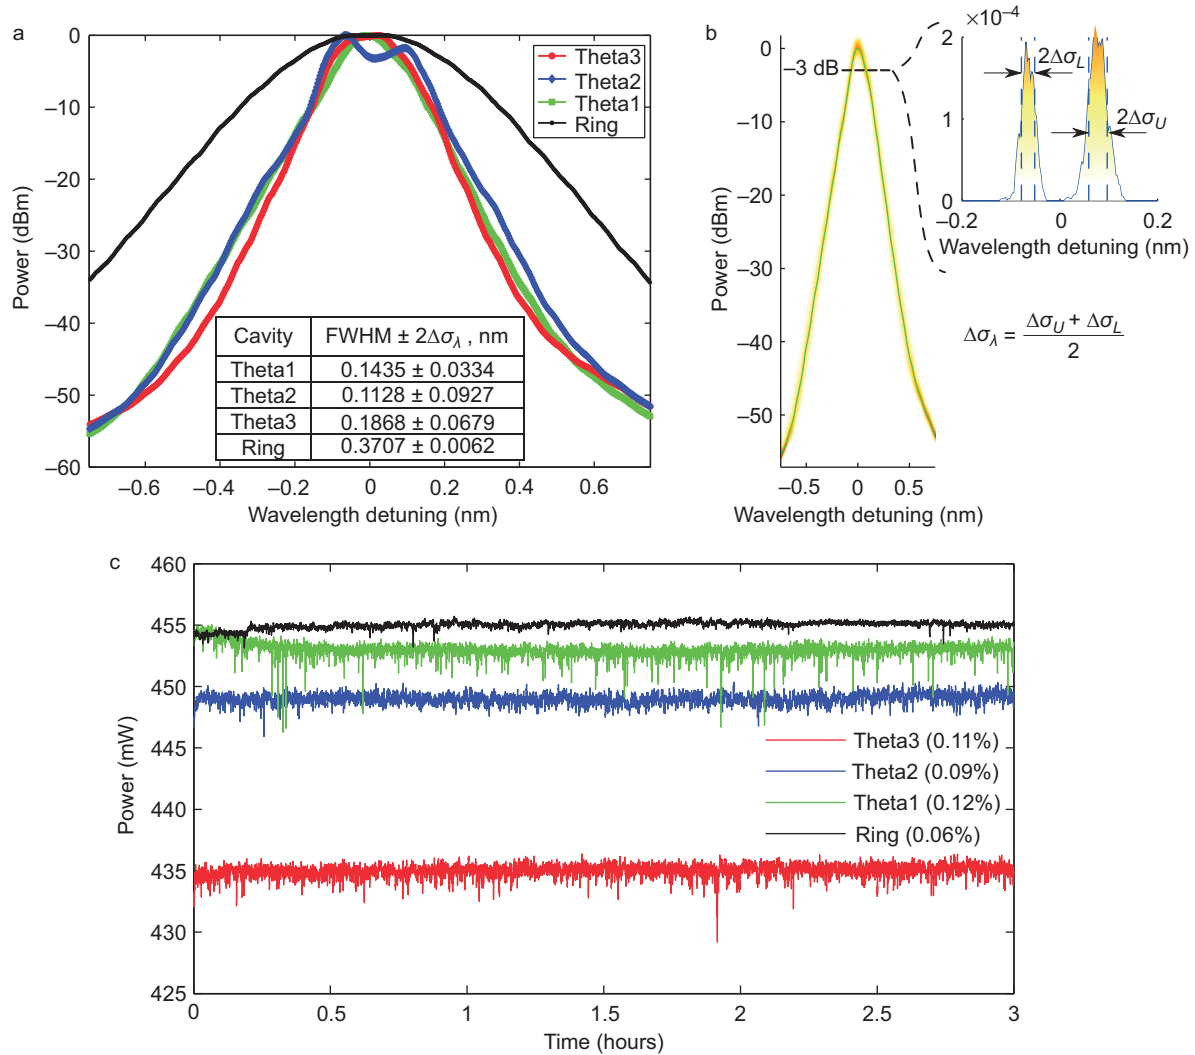 a
0
−10
−20
−30
−40
−50
−60
Power (dBm)
Theta3
Theta2
Theta1
Ring
Cavity FWHM ± 2Δσλ , nm
Theta1 0.1435 ± 0.0334
Theta2 0.1128 ± 0.0927
Theta3 0.1868 ± 0.0679
Ring 0.3707 ± 0.0062
−0.6 −0.4 −0.2 0 0.2 0.4 0.6
Wavelength detuning (nm)
b
0
−10
−20
−30
−40
−50
Power (dBm)
−3 dB
−0.5 0 0.5
Wavelength detuning (nm)
×10−4
2
1
0
2ΔσL
2ΔσU
−0.2 0 0.2
Wavelength detuning (nm)
Δσλ = ΔσU + ΔσL
2
c
460
455
450
445
440
435
430
425
Power (mW)
Theta3 (0.11%)
Theta2 (0.09%)
Theta1 (0.12%)
Ring (0.06%)
0 0.5 1 1.5 2 2.5 3
Time (hours)